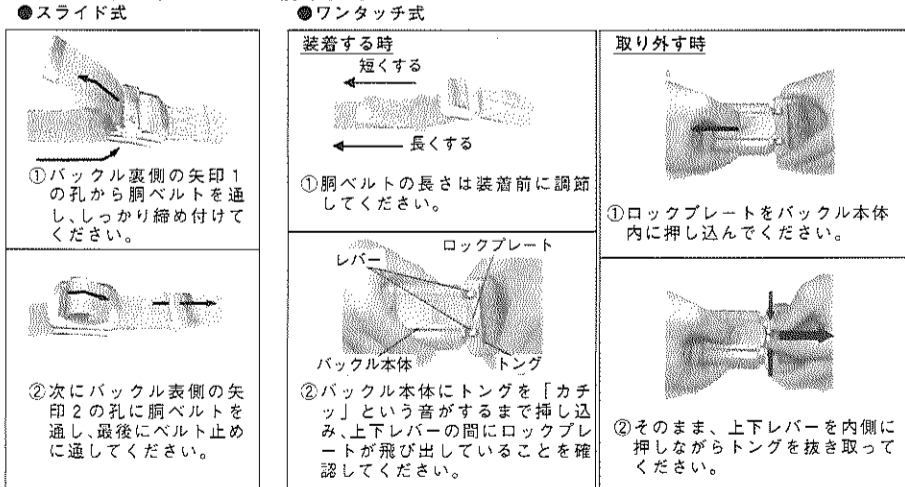 ●スライド式
●ワンタッチ式
①バックル裏側の矢印1
の孔から胴ベルトを通
し、しっかり締め付けて
ください。
②次にバックル表側の矢
印2の孔に胴ベルトを
通し、最後にベルト止め
に通してください。
装着する時
短くする
長くする
①胴ベルトの長さは装着前に調節
してください。
ロックプレート
レバー
バックル本体
トング
②バックル本体にトングを「カチ
ッ」という音がするまで挿し込
み、上下レバーの間にロックプレ
ートが飛び出していることを確
認してください。
取り外す時
①ロックプレートをバックル本体
内に押し込んでください。
②そのまま、上下レバーを内側に
押しながらトングを抜き取って
ください。